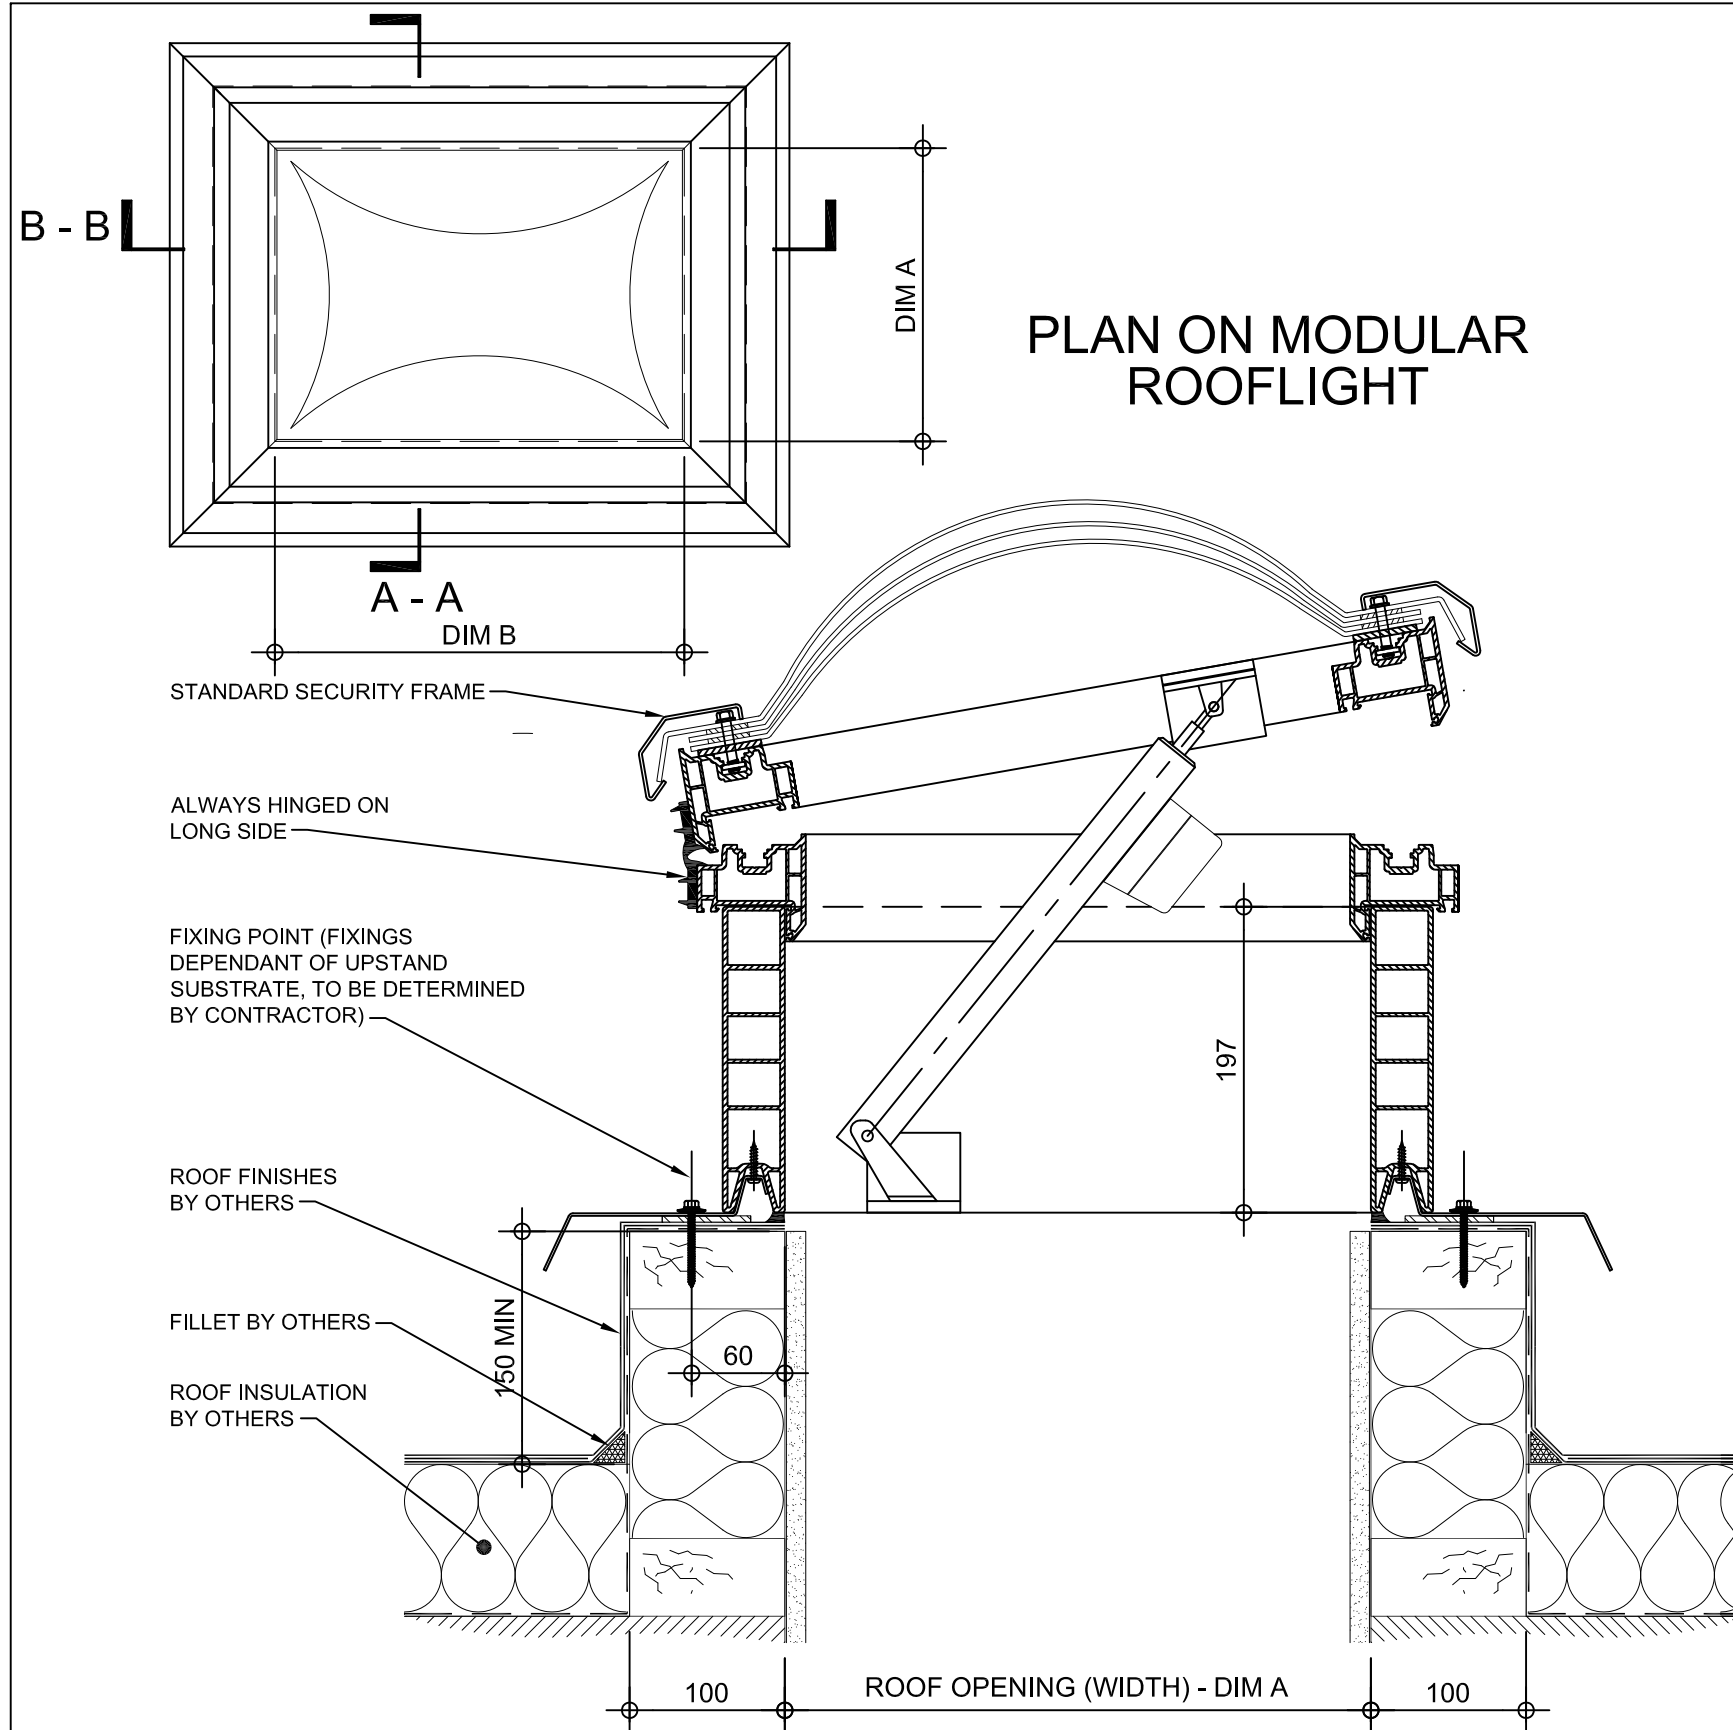 B - B
DIM A
PLAN ON MODULAR
ROOFLIGHT
A - A
DIM B
STANDARD SECURITY FRAME
ALWAYS HINGED ON
LONG SIDE
FIXING POINT (FIXINGS
DEPENDANT OF UPSTAND
SUBSTRATE, TO BE DETERMINED
BY CONTRACTOR)
197
ROOF FINISHES
BY OTHERS
FILLET BY OTHERS
150 MIN
60
ROOF INSULATION
BY OTHERS
100
ROOF OPENING (WIDTH) - DIM A
100